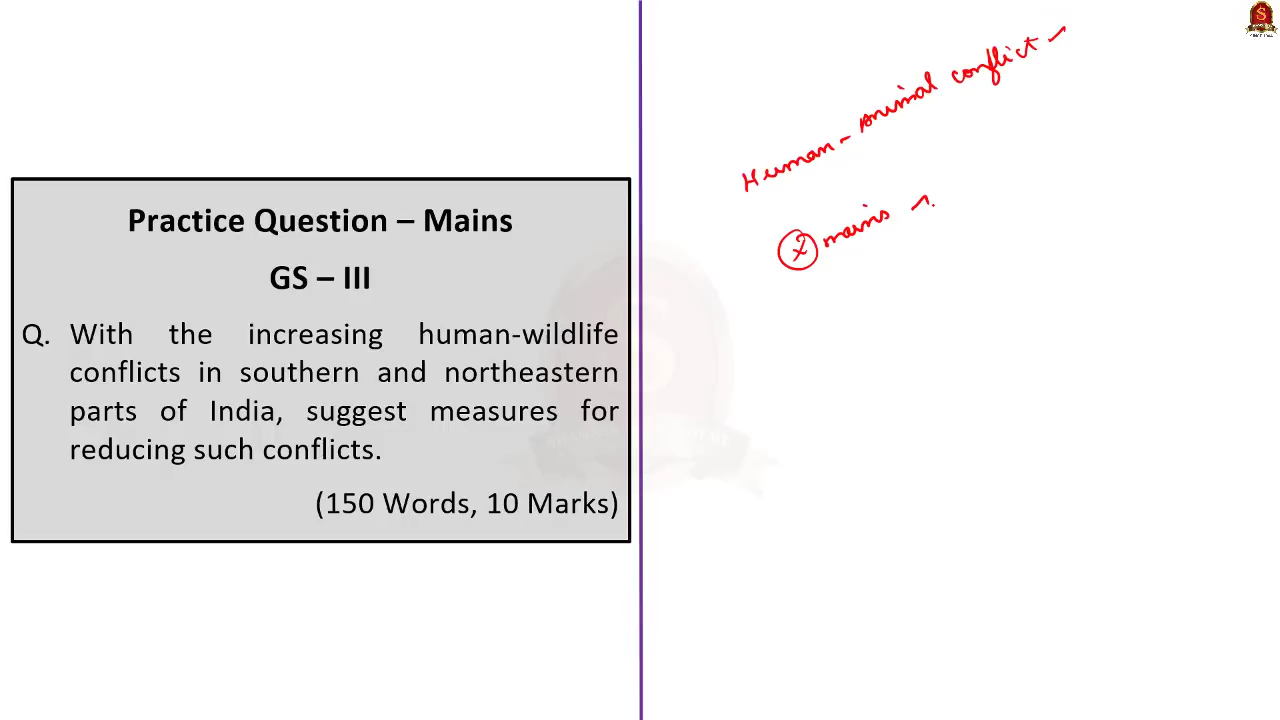 Practice Question – Mains
GS – III
Q. With the increasing human-wildlife
conflicts in southern and northeastern
parts of India, suggest measures for
reducing such conflicts.
(150 Words, 10 Marks)
Human - Animal conflict
mains